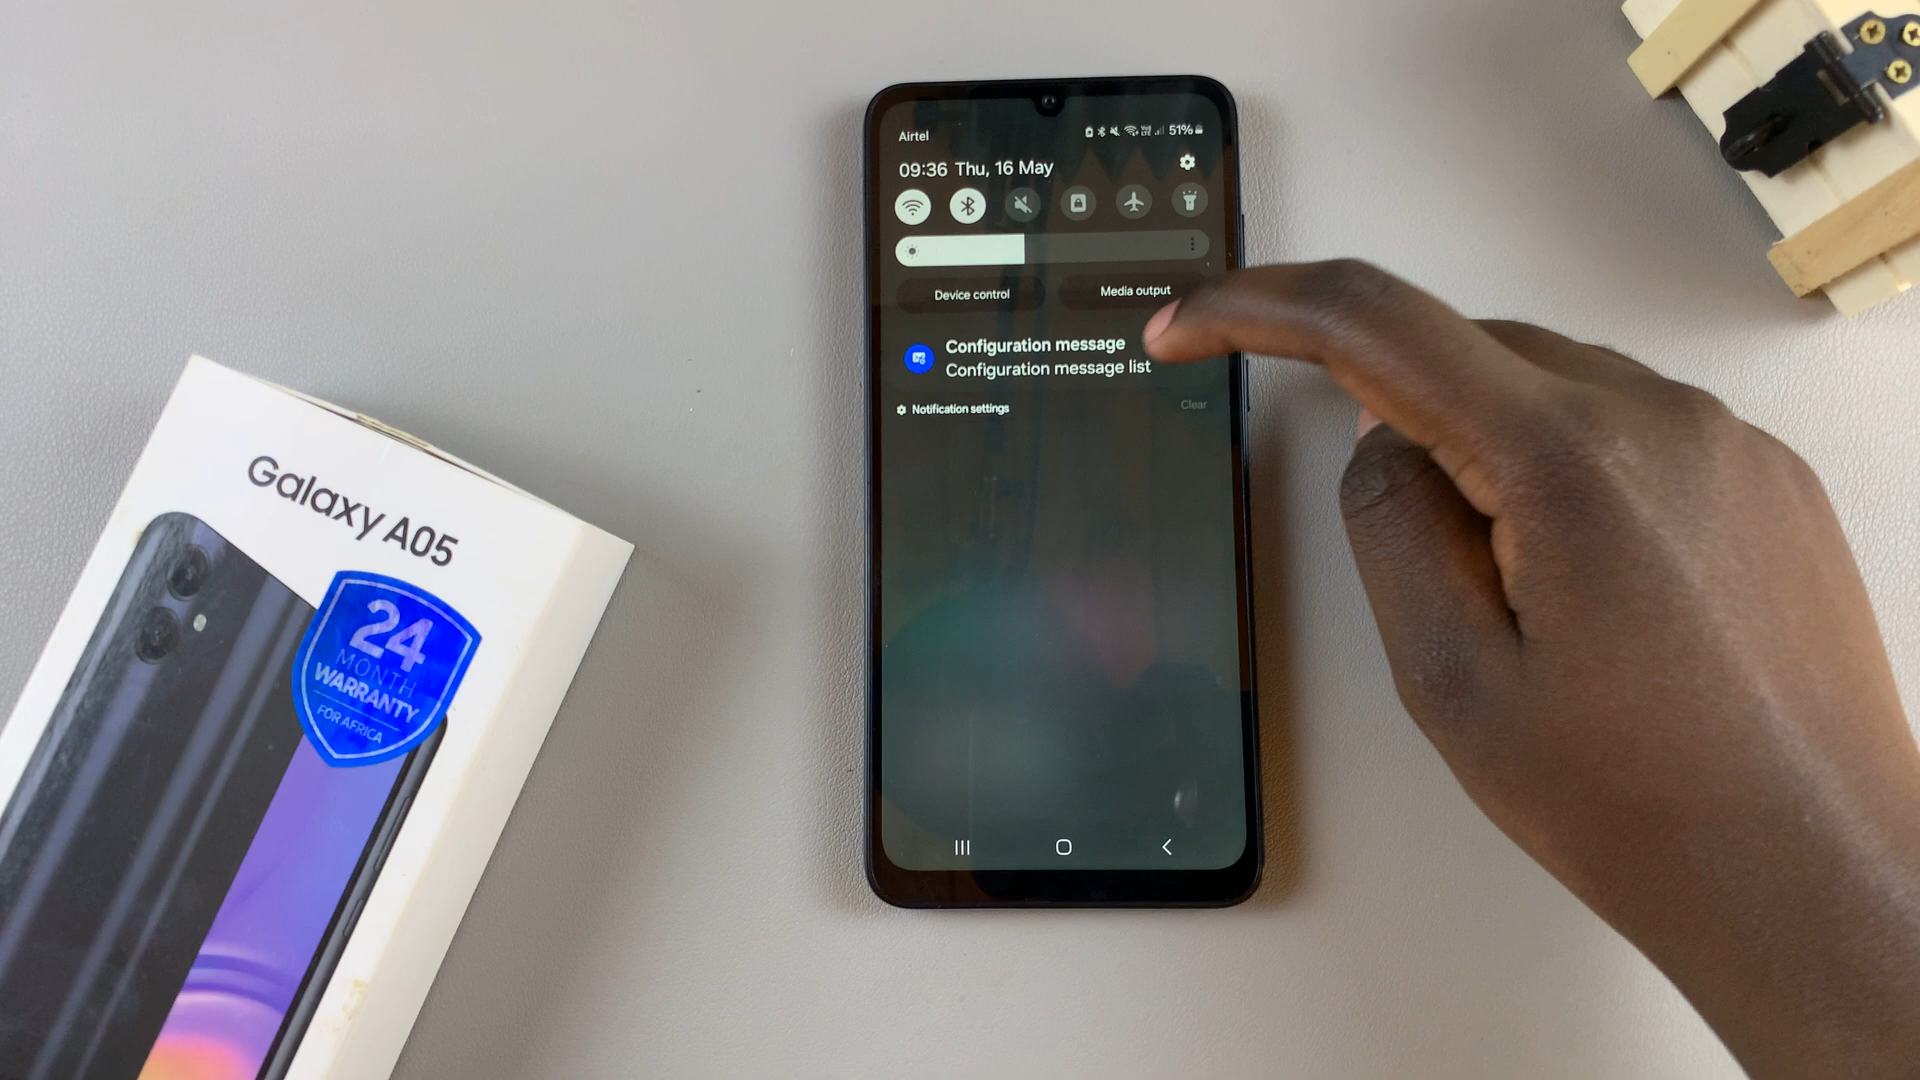 Airtel
51%
09:36 Thu, 16 May
Device control
Media output
Configuration message
Configuration message list
Notification settings
Clear
Galaxy A05
24
MONTH
WARRANTY
FOR AFRICA